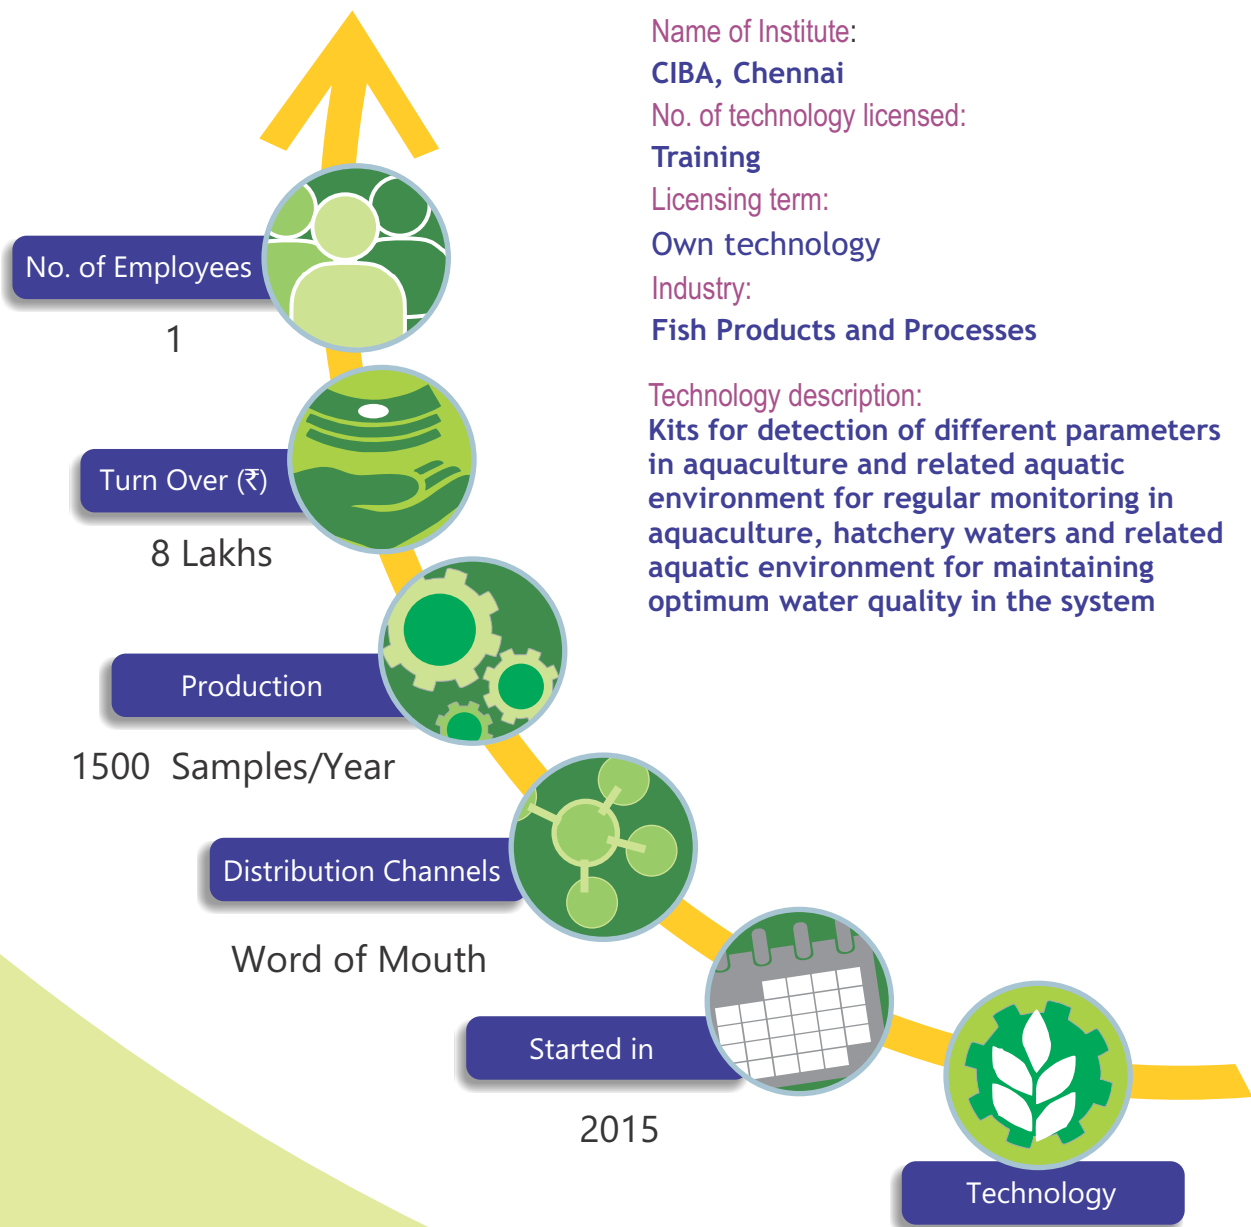 Name of Institute:
CIBA, Chennai
No. of technology licensed:
Training
Licensing term:
Own technology
Industry:
Fish Products and Processes
Technology description:
Kits for detection of different parameters
in aquaculture and related aquatic
environment for regular monitoring in
aquaculture, hatchery waters and related
aquatic environment for maintaining
optimum water quality in the system
No. of Employees
1
Turn Over (₹)
8 Lakhs
Production
1500 Samples/Year
Distribution Channels
Word of Mouth
Started in
2015
Technology